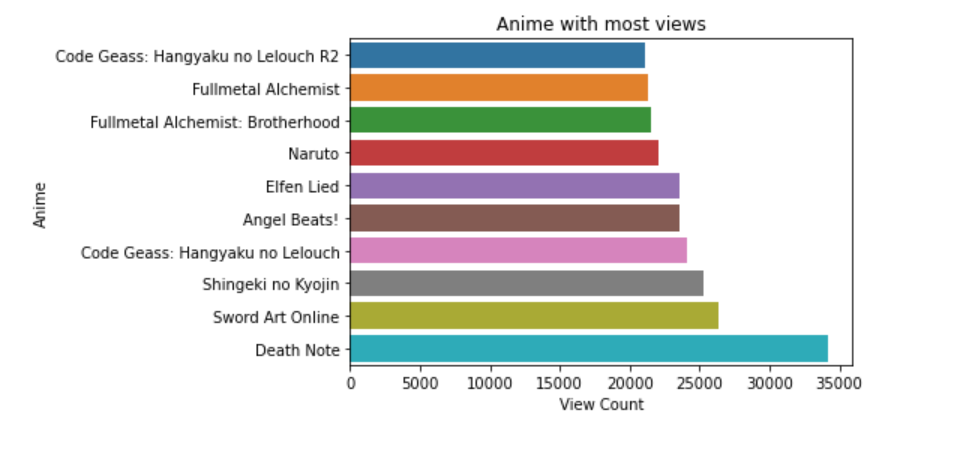 Anime with most views
Code Geass: Hangyaku no Lelouch R2
Fullmetal Alchemist
Fullmetal Alchemist: Brotherhood
Naruto
Elfen Lied
Angel Beats!
Code Geass: Hangyaku no Lelouch
Shingeki no Kyojin
Sword Art Online
Death Note
Anime
0 5000 10000 15000 20000 25000 30000 35000
View Count